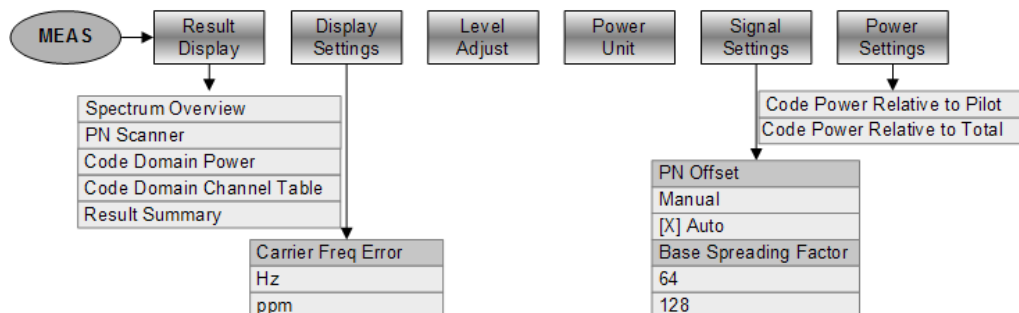 MEAS
Result
Display
Display
Settings
Level
Adjust
Power
Unit
Signal
Settings
Power
Settings
Spectrum Overview
PN Scanner
Code Domain Power
Code Domain Channel Table
Result Summary
Carrier Freq Error
Hz
ppm
PN Offset
Manual
[X] Auto
Base Spreading Factor
64
128
Code Power Relative to Pilot
Code Power Relative to Total